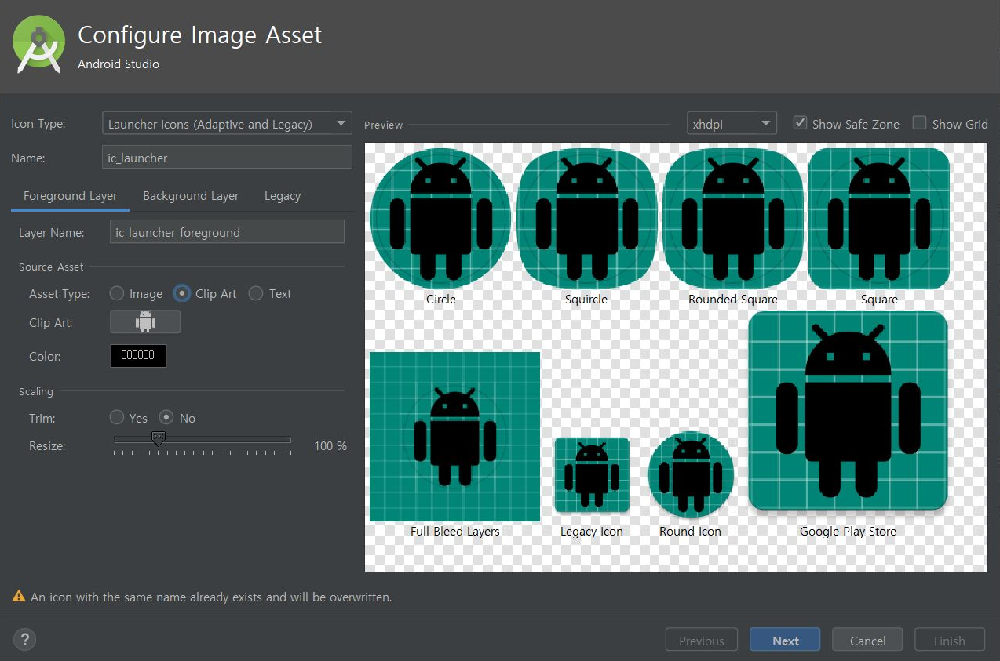 Configure Image Asset
Android Studio
Icon Type:
Launcher Icons (Adaptive and Legacy)
Name:
ic_launcher
Foreground Layer
Background Layer
Legacy
Layer Name:
ic_launcher_foreground
Source Asset
Asset Type:
Image
Clip Art
Text
Clip Art:
Color:
000000
Scaling
Trim:
Yes
No
Resize:
100 %
Preview
xhdpi
Show Safe Zone
Show Grid
Circle
Squircle
Rounded Square
Square
Full Bleed Layers
Legacy Icon
Round Icon
Google Play Store
An icon with the same name already exists and will be overwritten.
?
Previous
Next
Cancel
Finish